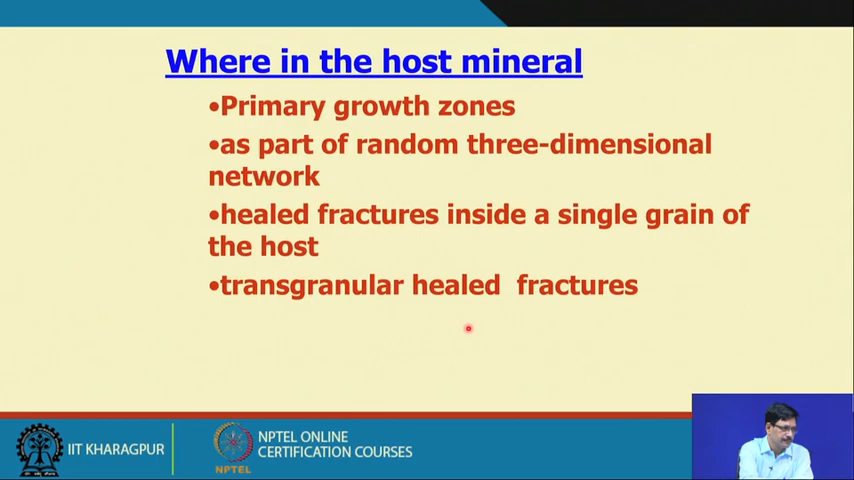 Where in the host mineral
•Primary growth zones
•as part of random three-dimensional
network
•healed fractures inside a single grain of
the host
•transgranular healed fractures
IIT KHARAGPUR
NPTEL
NPTEL ONLINE
CERTIFICATION COURSES